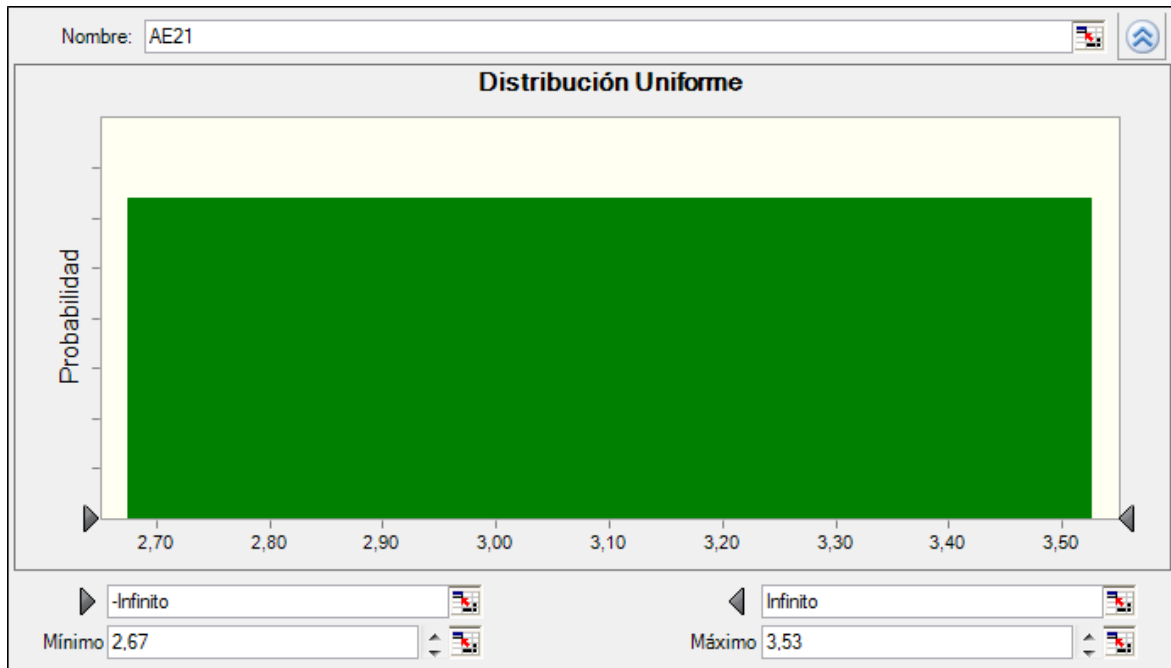 Nombre: AE21
Distribución Uniforme
Probabilidad
2,70 2,80 2,90 3,00 3,10 3,20 3,30 3,40 3,50
-Infinito Infinito
Mínimo 2,67 Máximo 3,53